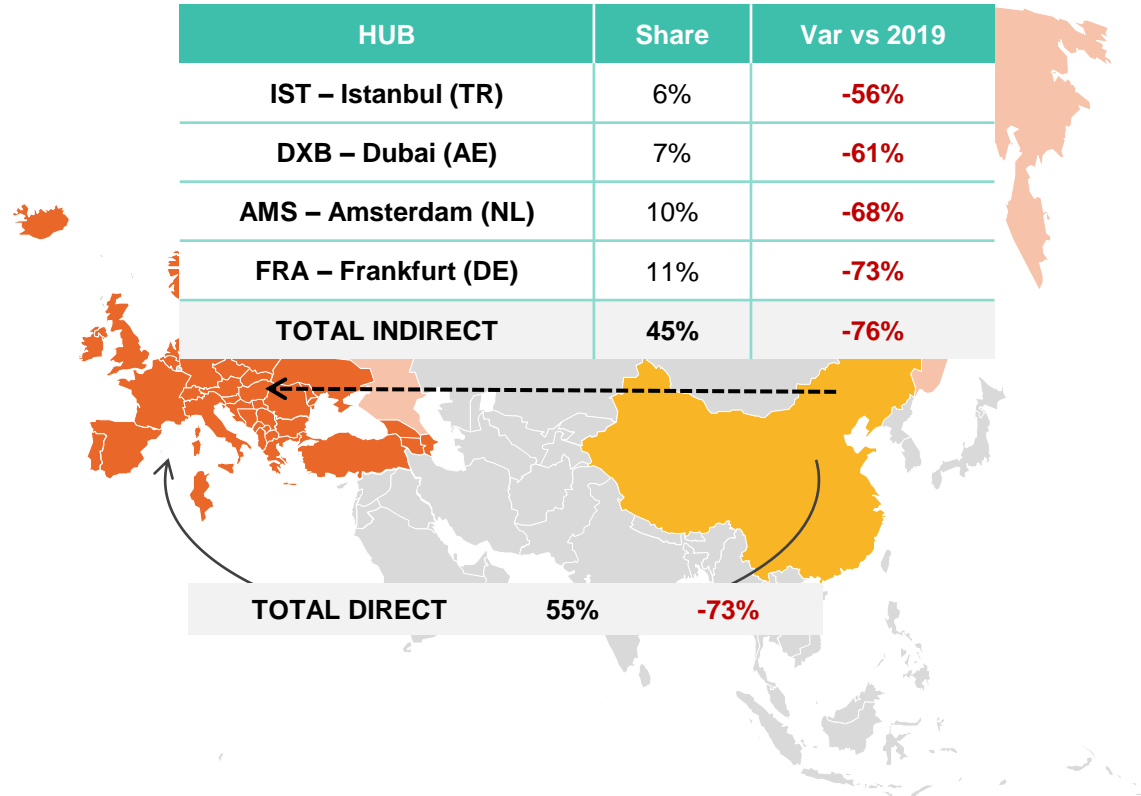 HUB Share Var vs 2019
IST – Istanbul (TR) 6% -56%
DXB – Dubai (AE) 7% -61%
AMS – Amsterdam (NL) 10% -68%
FRA – Frankfurt (DE) 11% -73%
TOTAL INDIRECT 45% -76%
TOTAL DIRECT 55% -73%